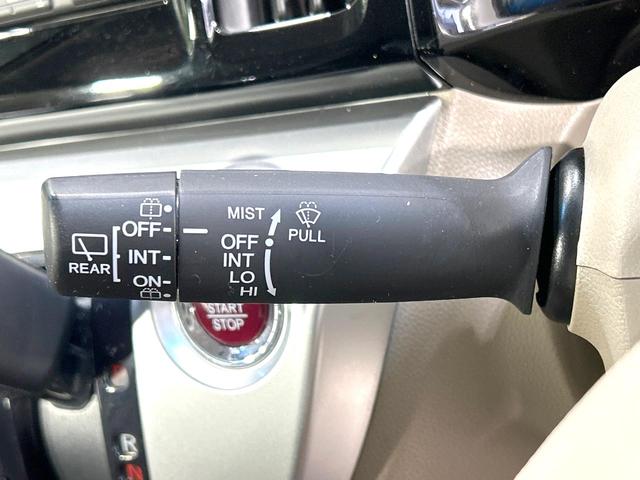 REAR
OFF
INT
ON
MIST
OFF
INT
LO
HI
PULL
START
STOP
R
N